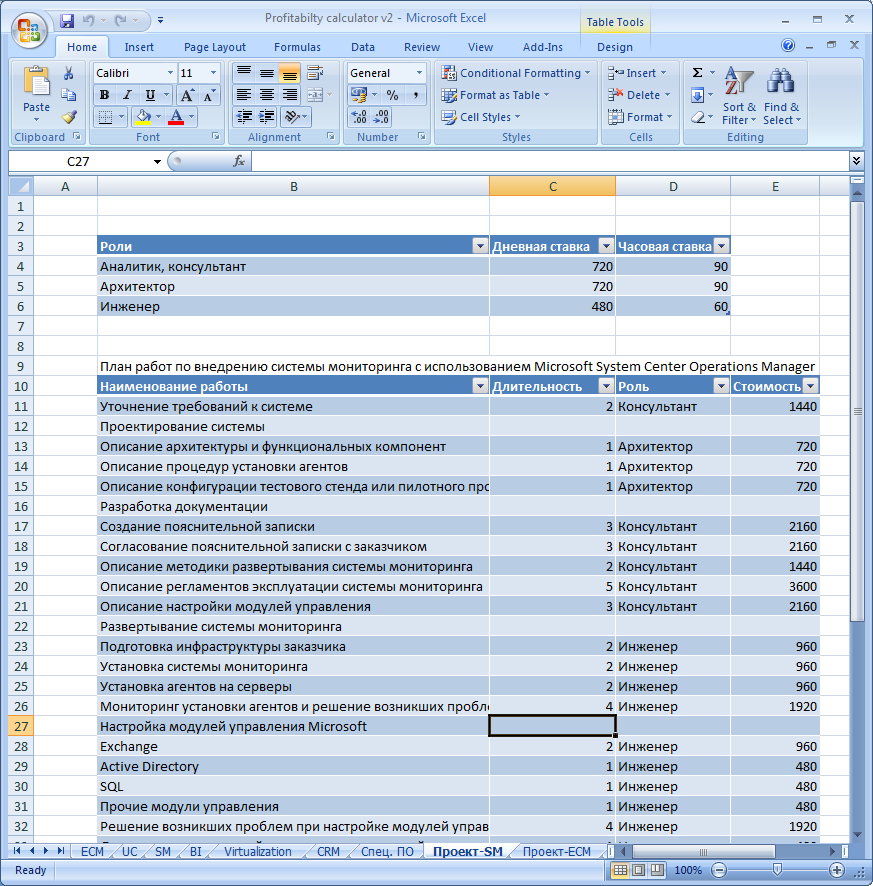 Profitabilty calculator v2 - Microsoft Excel
Table Tools
Home Insert Page Layout Formulas Data Review View Add-Ins Design
Calibri 11 General Conditional Formatting Insert Σ
Paste B I U A A % , Format as Table Delete Sort & Filter Find & Select
A Cell Styles Format
Clipboard Font Alignment Number Styles Cells Editing
C27 fx
A B C D E
1
2
3 Роли Дневная ставка Часовая ставка
4 Аналитик, консультант 720 90
5 Архитектор 720 90
6 Инженер 480 60
7
8
9 План работ по внедрению системы мониторинга с использованием Microsoft System Center Operations Manager
10 Наименование работы Длительность Роль Стоимость
11 Уточнение требований к системе 2 Консультант 1440
12 Проектирование системы
13 Описание архитектуры и функциональных компонент 1 Архитектор 720
14 Описание процедур установки агентов 1 Архитектор 720
15 Описание конфигурации тестового стенда или пилотного про 1 Архитектор 720
16 Разработка документации
17 Создание пояснительной записки 3 Консультант 2160
18 Согласование пояснительной записки с заказчиком 3 Консультант 2160
19 Описание методики развертывания системы мониторинга 2 Консультант 1440
20 Описание регламентов эксплуатации системы мониторинга 5 Консультант 3600
21 Описание настройки модулей управления 3 Консультант 2160
22 Развертывание системы мониторинга
23 Подготовка инфраструктуры заказчика 2 Инженер 960
24 Установка системы мониторинга 2 Инженер 960
25 Установка агентов на серверы 2 Инженер 960
26 Мониторинг установки агентов и решение возникших пробле 4 Инженер 1920
27 Настройка модулей управления Microsoft
28 Exchange 2 Инженер 960
29 Active Directory 1 Инженер 480
30 SQL 1 Инженер 480
31 Прочие модули управления 1 Инженер 480
32 Решение возникших проблем при настройке модулей управ 4 Инженер 1920
ECM UC SM BI Virtualization CRM Спец. ПО Проект-SM Проект-ECM
Ready 100%